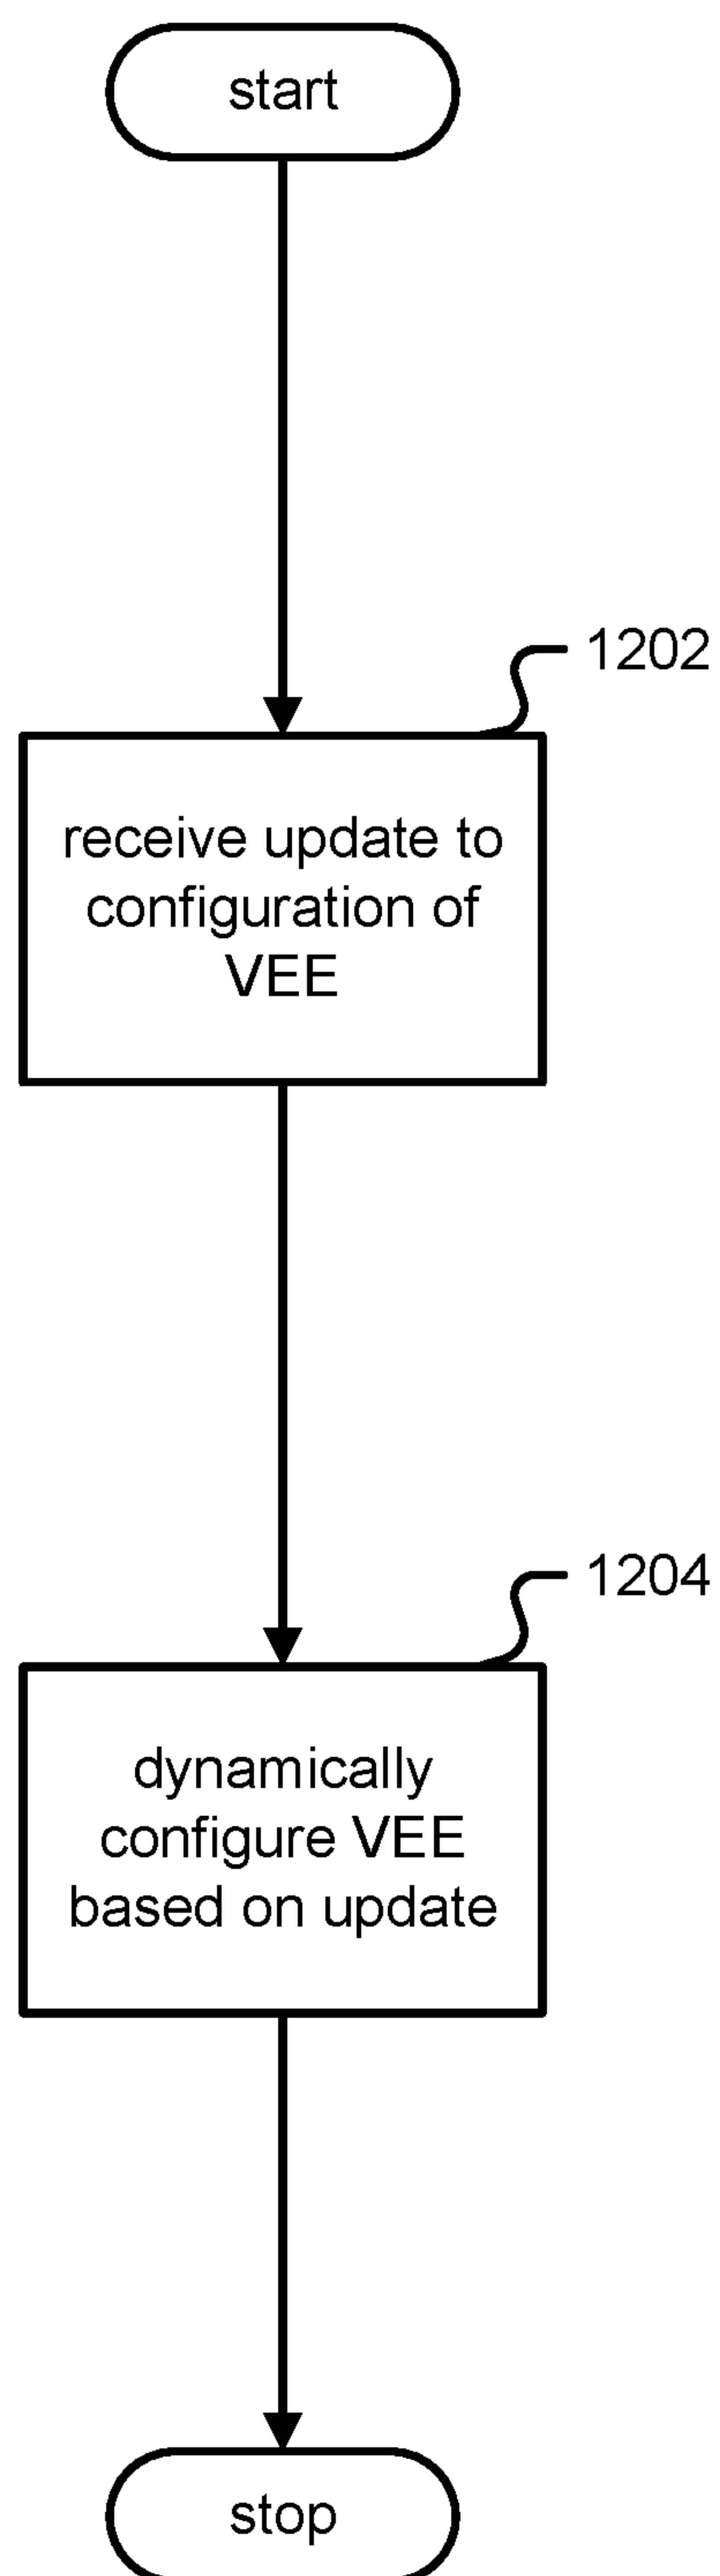 start
1202
receive update to
configuration of
VEE
1204
dynamically
configure VEE
based on update
stop